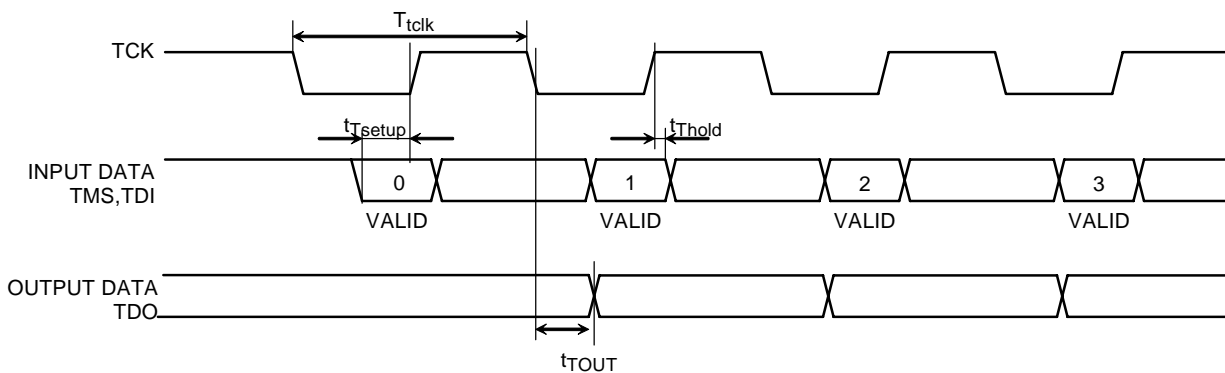 T_tclk
TCK
t_Tsetup
t_Thold
INPUT DATA
TMS,TDI
0 1 2 3
VALID VALID VALID VALID
OUTPUT DATA
TDO
t_TOUT